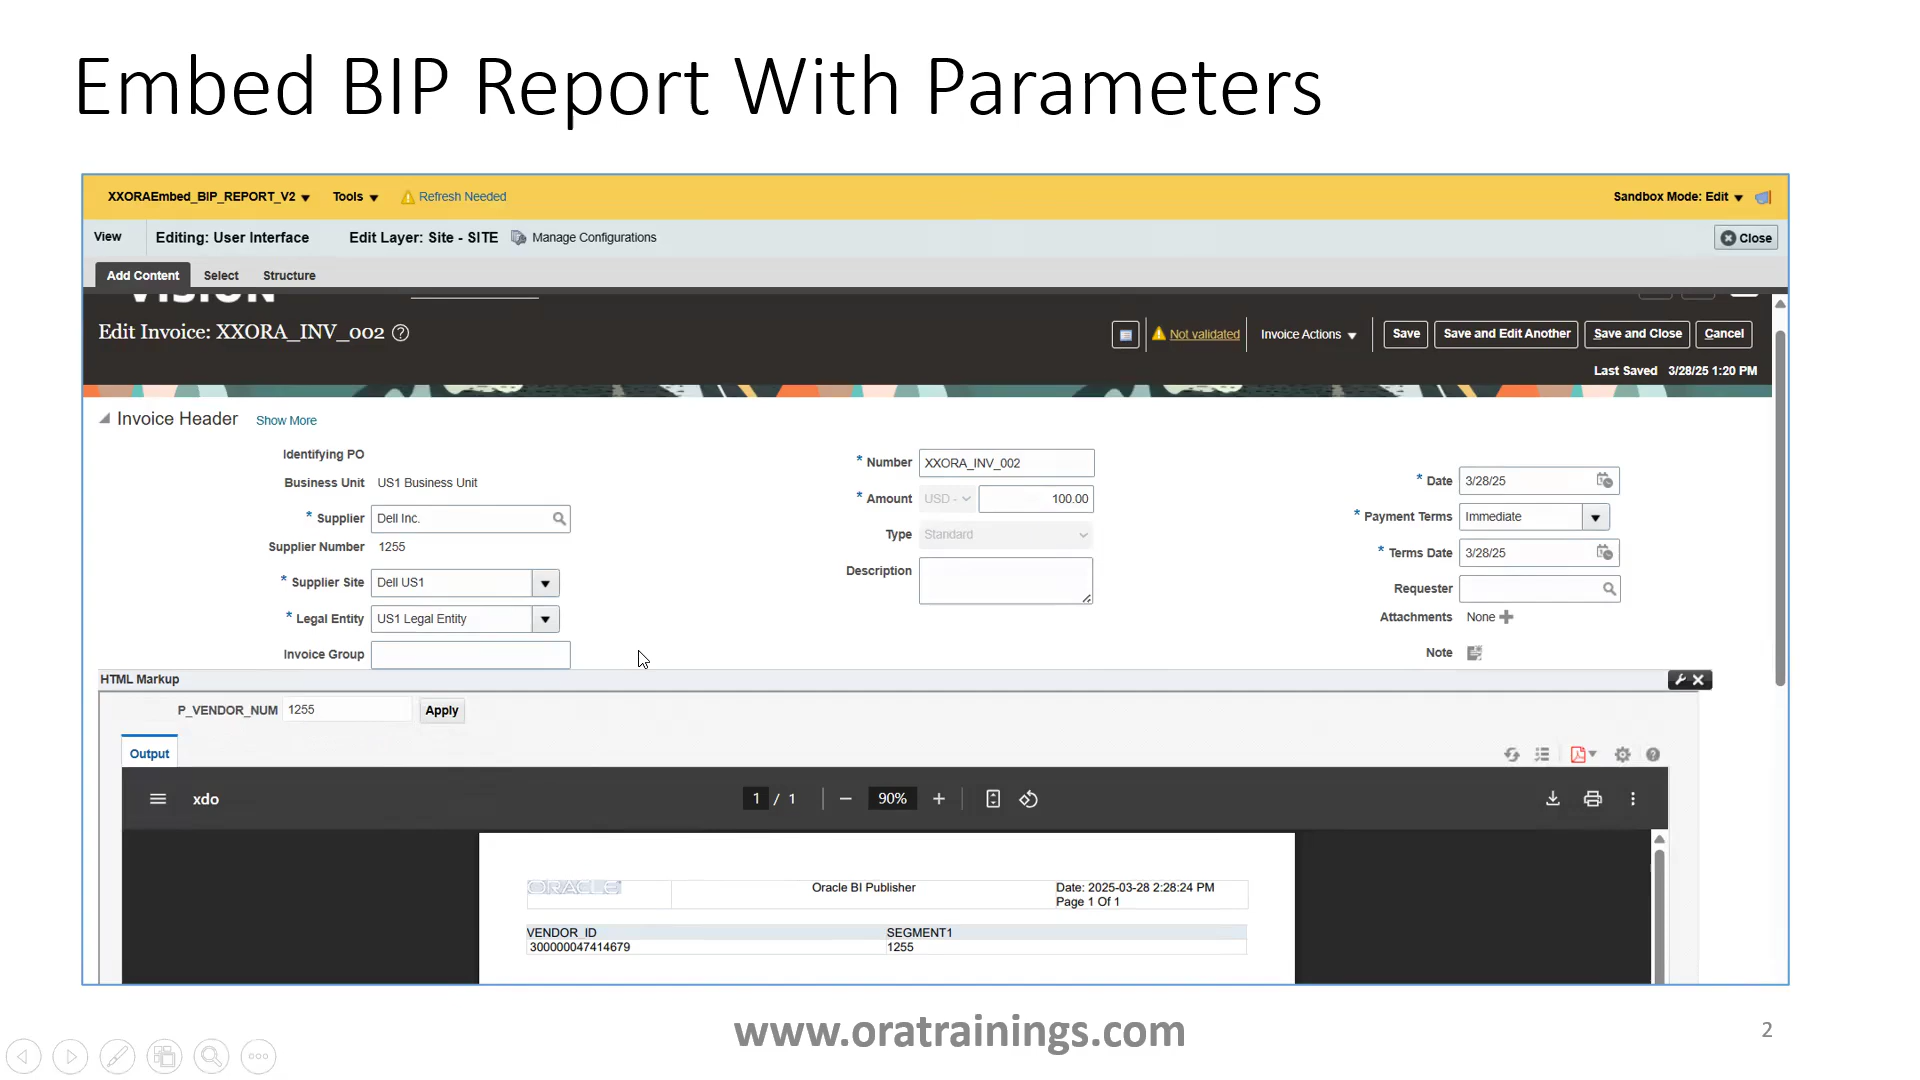 Embed BIP Report With Parameters
XXORAEmbed_BIP_REPORT_V2 Tools Refresh Needed Sandbox Mode: Edit
View Editing: User Interface Edit Layer: Site - SITE Manage Configurations Close
Add Content Select Structure
VISION
Edit Invoice: XXORA_INV_002 ? Not validated Invoice Actions Save Save and Edit Another Save and Close Cancel
Last Saved 3/28/25 1:20 PM
Invoice Header Show More
Identifying PO
Business Unit US1 Business Unit
* Supplier Dell Inc.
Supplier Number 1255
* Supplier Site Dell US1
* Legal Entity US1 Legal Entity
Invoice Group
* Number XXORA_INV_002
* Amount USD - 100.00
Type Standard
Description
* Date 3/28/25
* Payment Terms Immediate
* Terms Date 3/28/25
Requester
Attachments None
Note
HTML Markup
P_VENDOR_NUM 1255 Apply
Output
xdo 1 / 1 90%
ORACLE Oracle BI Publisher Date: 2025-03-28 2:28:24 PM
Page 1 Of 1
VENDOR_ID SEGMENT1
300000047414679 1255
www.oratrainings.com
2